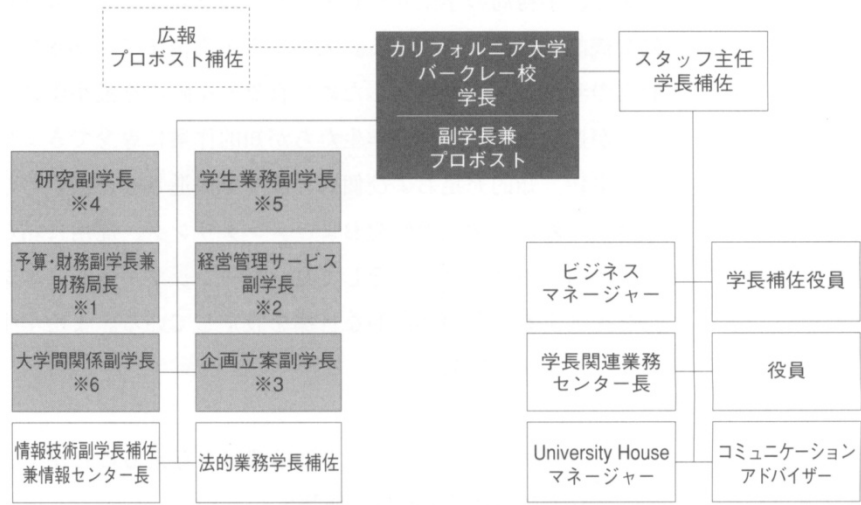 広報
プロボスト補佐
カリフォルニア大学
バークレー校
学長
副学長兼
プロボスト
スタッフ主任
学長補佐
研究副学長
※4
学生業務副学長
※5
予算・財務副学長兼
財務局長
※1
経営管理サービス
副学長
※2
大学間関係副学長
※6
企画立案副学長
※3
情報技術副学長補佐
兼情報センター長
法的業務学長補佐
ビジネス
マネージャー
学長補佐役員
学長関連業務
センター長
役員
University House
マネージャー
コミュニケーション
アドバイザー